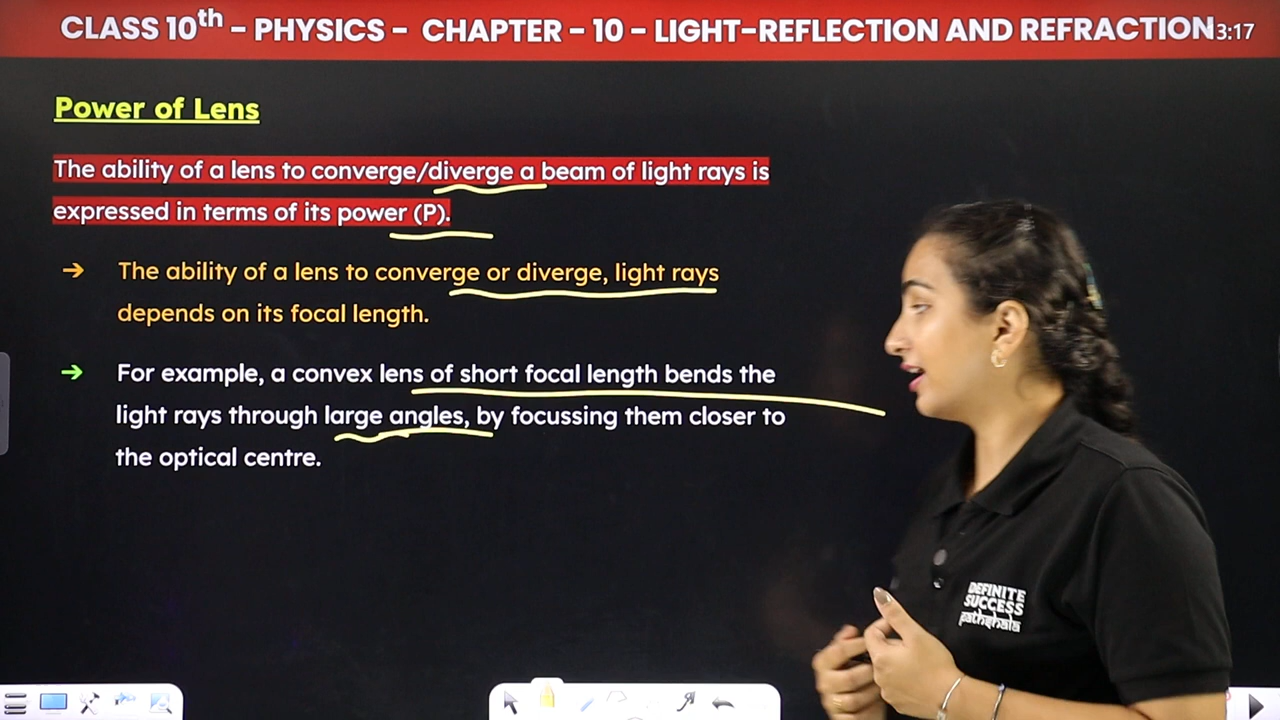 CLASS 10th - PHYSICS - CHAPTER - 10 - LIGHT-REFLECTION AND REFRACTION
3:17
Power of Lens
The ability of a lens to converge/diverge a beam of light rays is
expressed in terms of its power (P).
→ The ability of a lens to converge or diverge, light rays
depends on its focal length.
→ For example, a convex lens of short focal length bends the
light rays through large angles, by focussing them closer to
the optical centre.
DEFINITE
SUCCESS
pathshala